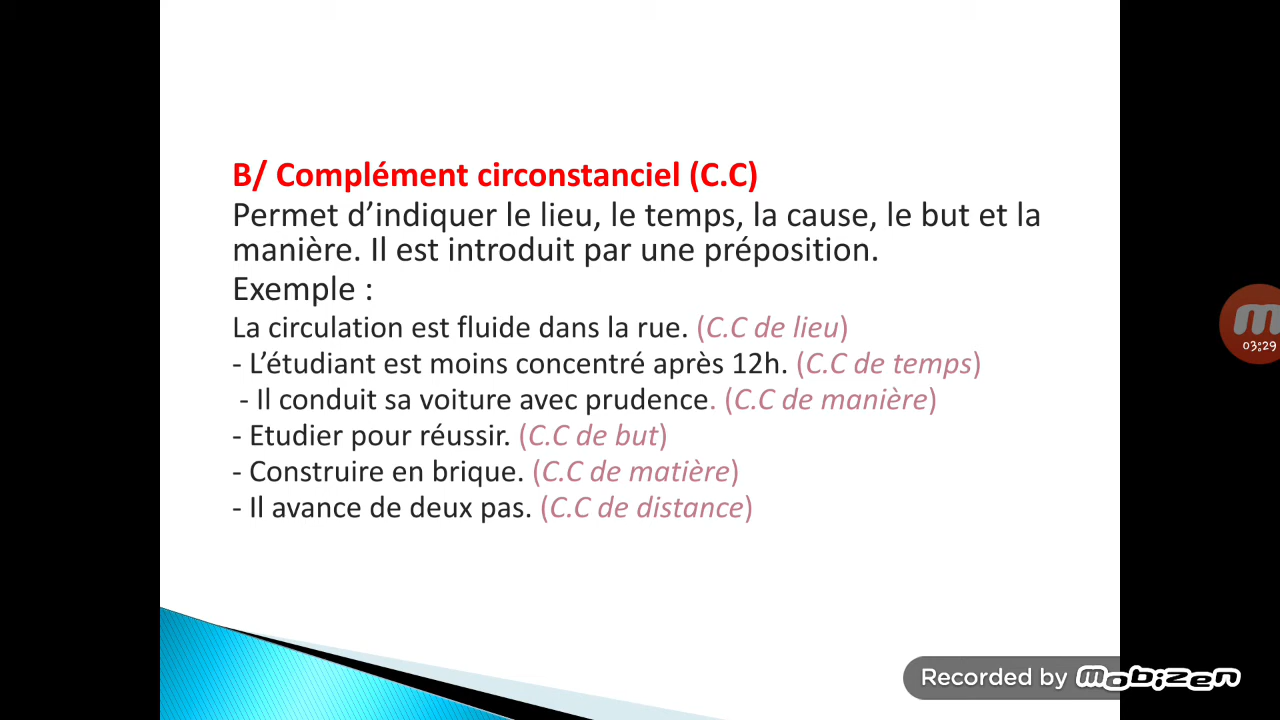 B/ Complément circonstanciel (C.C)
Permet d’indiquer le lieu, le temps, la cause, le but et la
manière. Il est introduit par une préposition.
Exemple :
La circulation est fluide dans la rue. (C.C de lieu)
- L’étudiant est moins concentré après 12h. (C.C de temps)
- Il conduit sa voiture avec prudence. (C.C de manière)
- Etudier pour réussir. (C.C de but)
- Construire en brique. (C.C de matière)
- Il avance de deux pas. (C.C de distance)
03:29
Recorded by mobizen